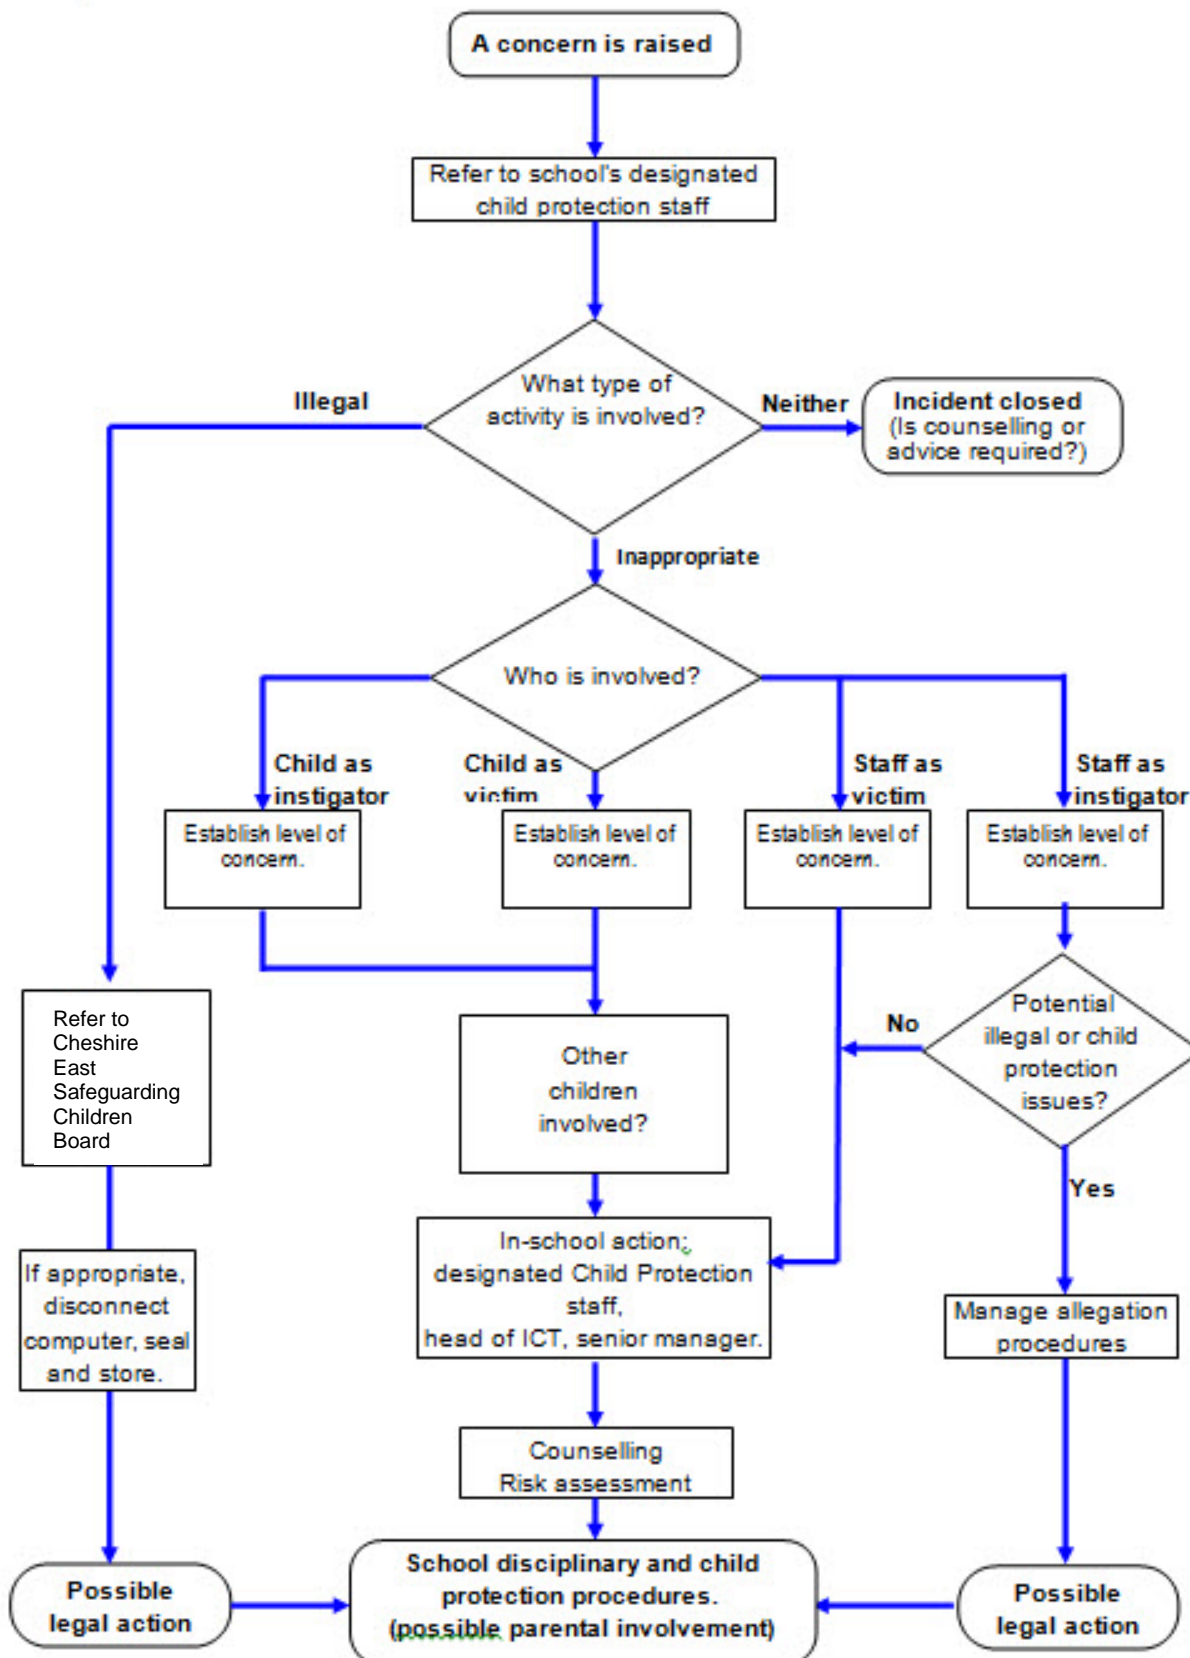 A concern is raised
Refer to school's designated
child protection staff
What type of
activity is involved?
Illegal
Neither
Incident closed
(Is counselling or
advice required?)
Inappropriate
Who is involved?
Child as
instigator
Child as
victim
Staff as
victim
Staff as
instigator
Establish level of
concern.
Establish level of
concern.
Establish level of
concern.
Establish level of
concern.
Refer to
Cheshire
East
Safeguarding
Children
Board
Other
children
involved?
No
Potential
illegal or child
protection
issues?
Yes
If appropriate,
disconnect
computer, seal
and store.
In-school action;
designated Child Protection
staff,
head of ICT, senior manager.
Manage allegation
procedures
Counselling
Risk assessment
Possible
legal action
School disciplinary and child
protection procedures.
(possible parental involvement)
Possible
legal action